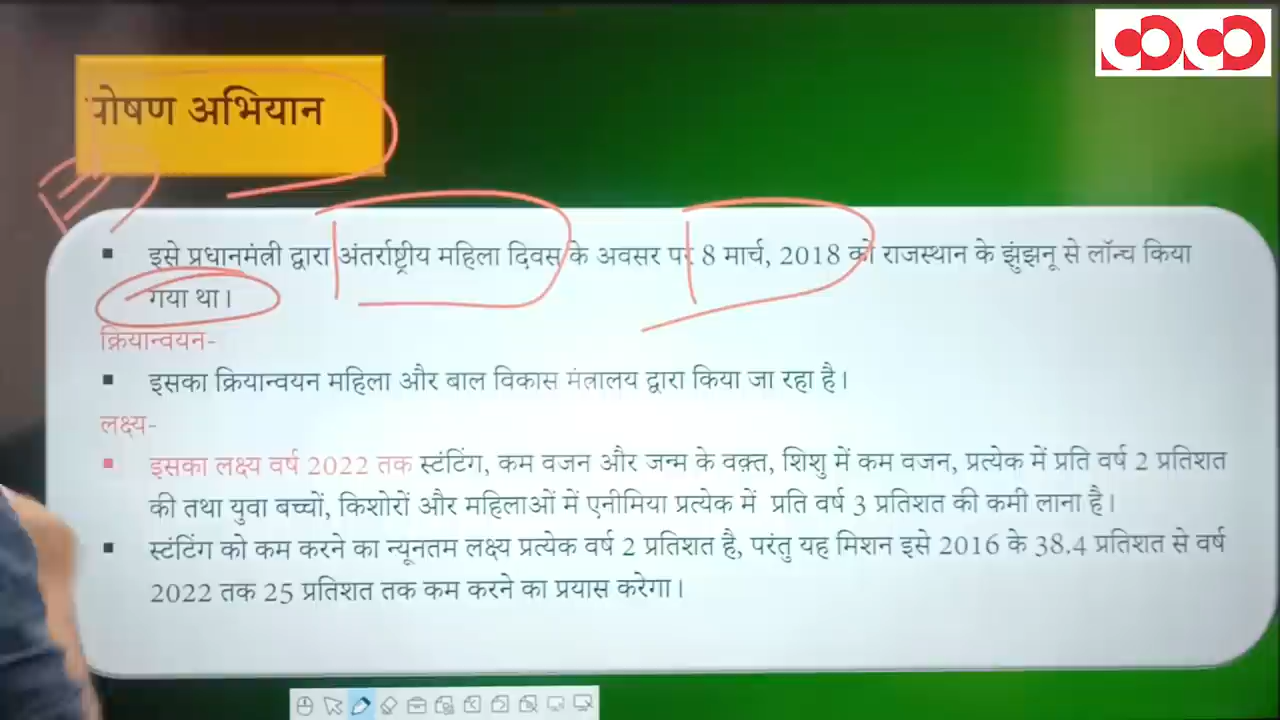 पोषण अभियान
▪ इसे प्रधानमंत्री द्वारा अंतर्राष्ट्रीय महिला दिवस के अवसर पर 8 मार्च, 2018 को राजस्थान के झुंझनू से लॉन्च किया
गया था।
क्रियान्वयन-
▪ इसका क्रियान्वयन महिला और बाल विकास मंत्रालय द्वारा किया जा रहा है।
लक्ष्य-
▪ इसका लक्ष्य वर्ष 2022 तक स्टंटिंग, कम वजन और जन्म के वक़्त, शिशु में कम वजन, प्रत्येक में प्रति वर्ष 2 प्रतिशत
की तथा युवा बच्चों, किशोरों और महिलाओं में एनीमिया प्रत्येक में प्रति वर्ष 3 प्रतिशत की कमी लाना है।
▪ स्टंटिंग को कम करने का न्यूनतम लक्ष्य प्रत्येक वर्ष 2 प्रतिशत है, परंतु यह मिशन इसे 2016 के 38.4 प्रतिशत से वर्ष
2022 तक 25 प्रतिशत तक कम करने का प्रयास करेगा।